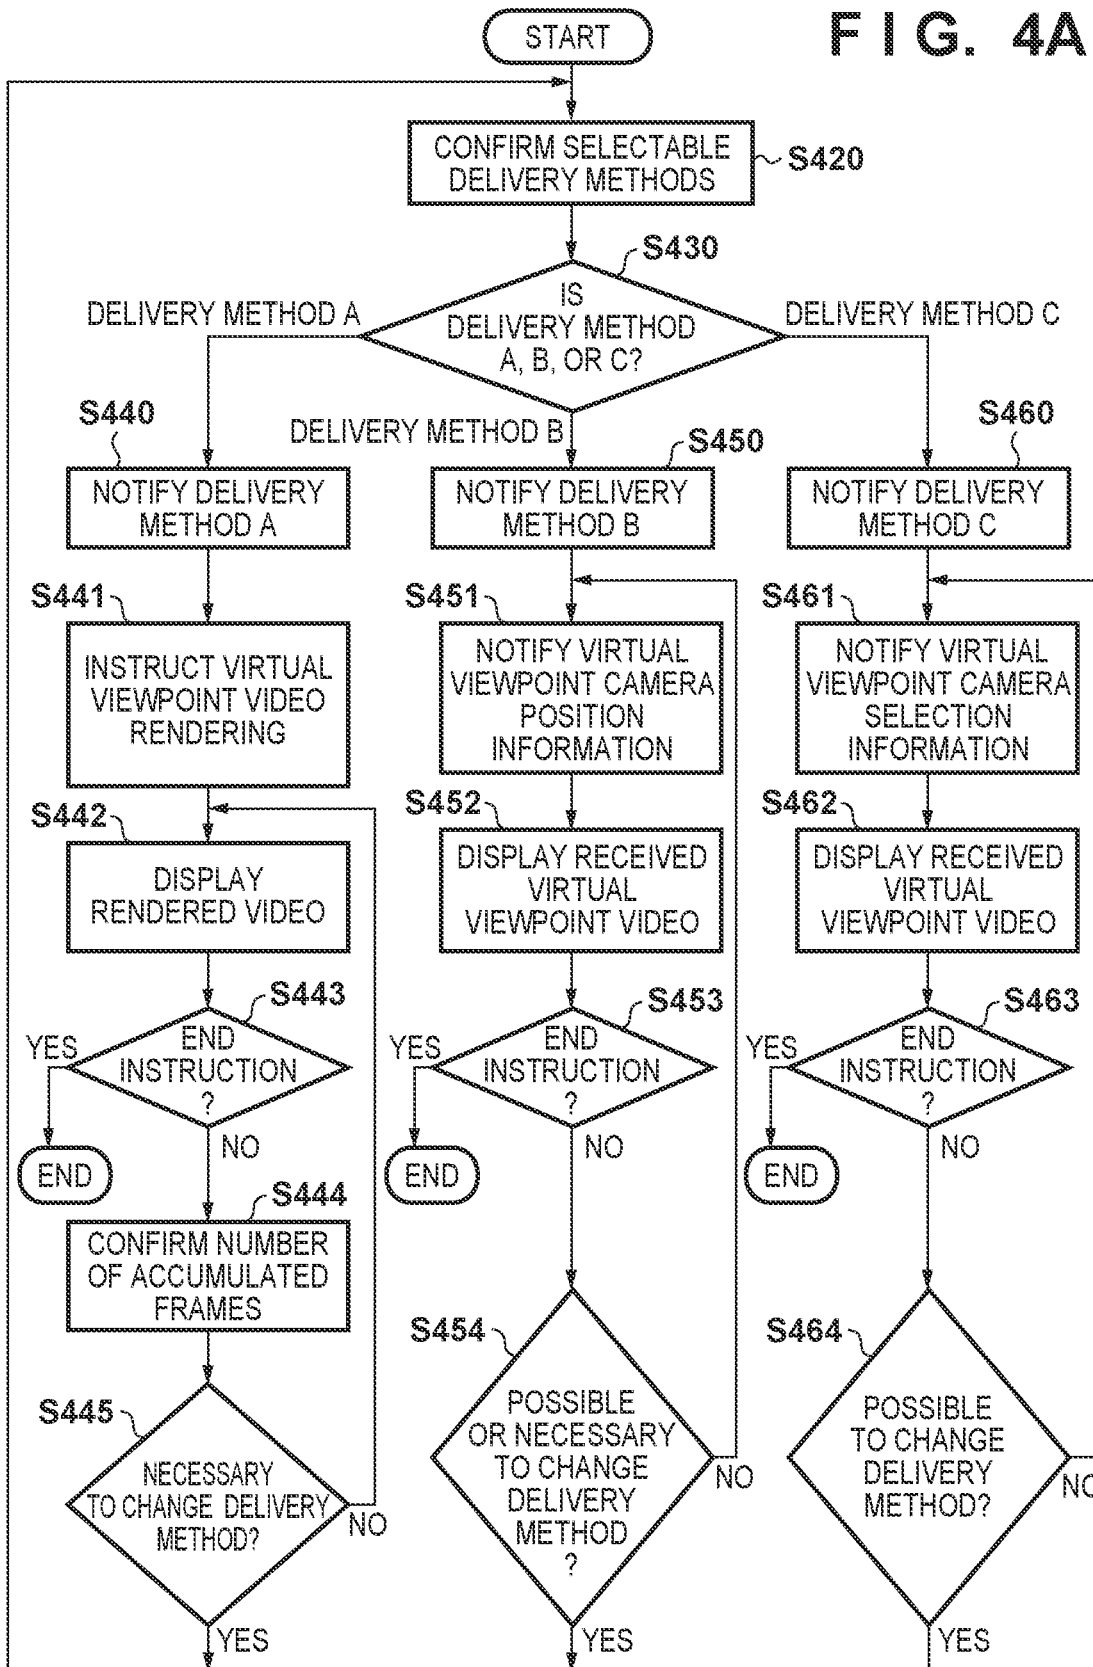 FIG. 4A
START
CONFIRM SELECTABLE
DELIVERY METHODS
S420
S430
IS
DELIVERY METHOD
A, B, OR C?
DELIVERY METHOD A
DELIVERY METHOD B
DELIVERY METHOD C
S440
NOTIFY DELIVERY
METHOD A
S441
INSTRUCT VIRTUAL
VIEWPOINT VIDEO
RENDERING
S442
DISPLAY
RENDERED VIDEO
S443
END
INSTRUCTION
?
YES
END
NO
S444
CONFIRM NUMBER
OF ACCUMULATED
FRAMES
S445
NECESSARY
TO CHANGE DELIVERY
METHOD?
NO
YES
S450
NOTIFY DELIVERY
METHOD B
S451
NOTIFY VIRTUAL
VIEWPOINT CAMERA
POSITION
INFORMATION
S452
DISPLAY RECEIVED
VIRTUAL
VIEWPOINT VIDEO
S453
END
INSTRUCTION
?
YES
END
NO
S454
POSSIBLE
OR NECESSARY
TO CHANGE
DELIVERY
METHOD
?
NO
YES
S460
NOTIFY DELIVERY
METHOD C
S461
NOTIFY VIRTUAL
VIEWPOINT CAMERA
SELECTION
INFORMATION
S462
DISPLAY RECEIVED
VIRTUAL
VIEWPOINT VIDEO
S463
END
INSTRUCTION
?
YES
END
NO
S464
POSSIBLE
TO CHANGE
DELIVERY
METHOD?
NO
YES